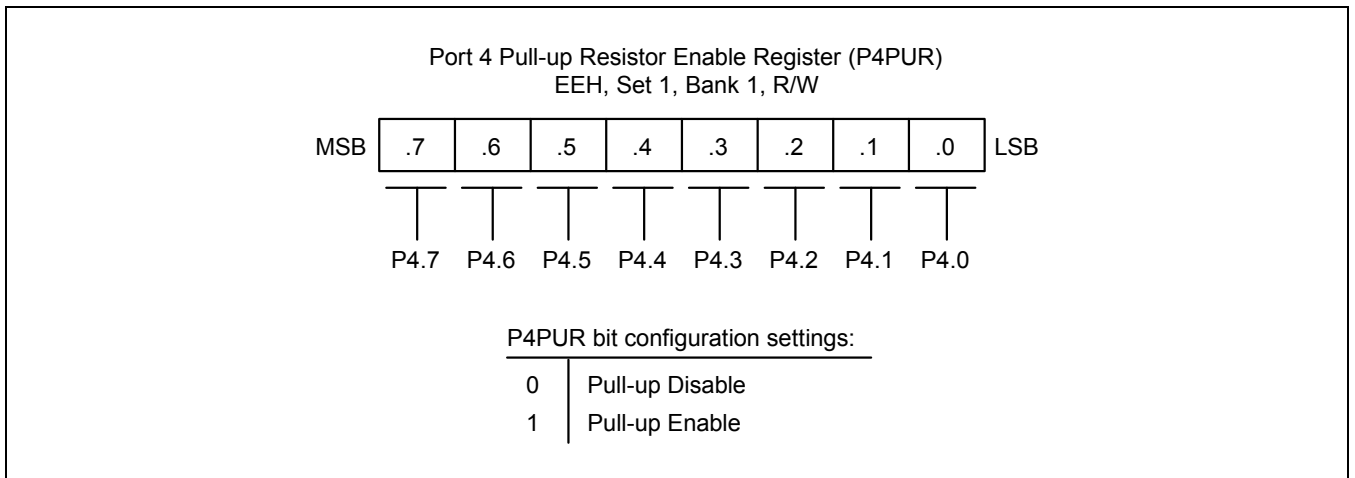 Port 4 Pull-up Resistor Enable Register (P4PUR)
EEH, Set 1, Bank 1, R/W
MSB .7 .6 .5 .4 .3 .2 .1 .0 LSB
P4.7 P4.6 P4.5 P4.4 P4.3 P4.2 P4.1 P4.0
P4PUR bit configuration settings:
0 Pull-up Disable
1 Pull-up Enable